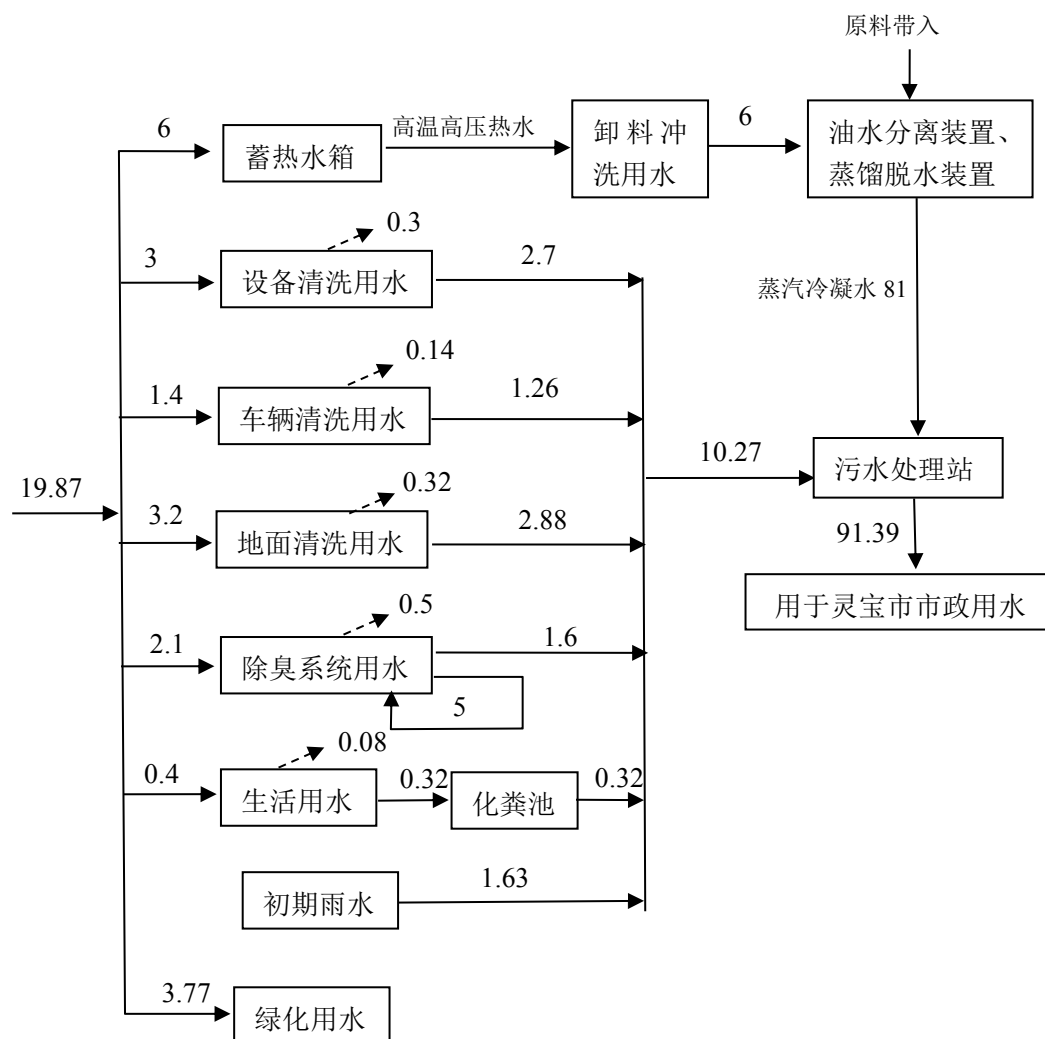 原料带入
6
蓄热水箱
高温高压热水
卸料冲
洗用水
6
油水分离装置、
蒸馏脱水装置
0.3
3
设备清洗用水
2.7
蒸汽冷凝水 81
0.14
1.4
车辆清洗用水
1.26
10.27
污水处理站
19.87
0.32
3.2
地面清洗用水
2.88
91.39
用于灵宝市市政用水
0.5
2.1
除臭系统用水
1.6
5
0.08
0.4
生活用水
0.32
化粪池
0.32
初期雨水
1.63
3.77
绿化用水